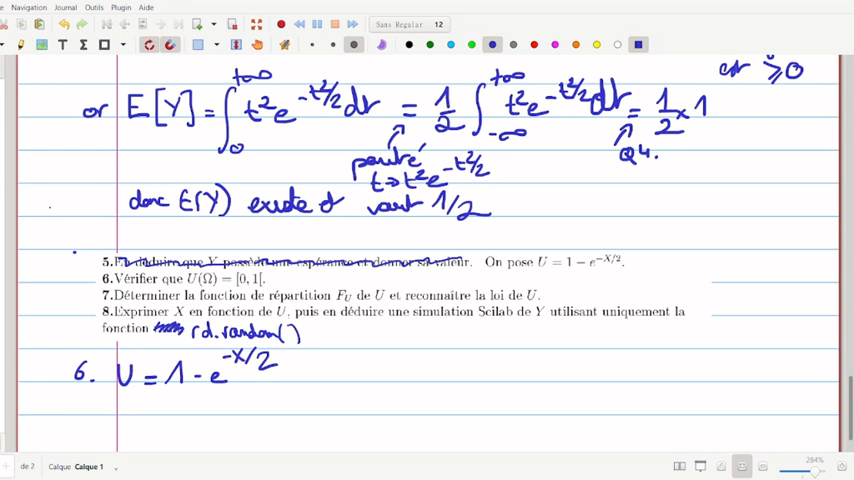 Navigation Journal Outils Plugin Aide
Sans Regular 12
est ≥0
or E[Y] = ∫₀^{+∞} t² e^{-t²/2} dt = 1/2 ∫_{-∞}^{+∞} t² e^{-t²/2} dt = 1/2 × 1
parité Q4.
t→t² e^{-t²/2}
donc E(Y) existe et vaut 1/2
5. En déduire que Y possède une espérance et donner sa valeur. On pose U = 1 − e^{−X/2}.
6. Vérifier que U(Ω) = [0, 1[.
7. Déterminer la fonction de répartition F_U de U et reconnaître la loi de U.
8. Exprimer X en fonction de U, puis en déduire une simulation Scilab de Y utilisant uniquement la
fonction rd.random()
6. U = 1 - e^{-X/2}
de 2 Calque Calque 1 284%